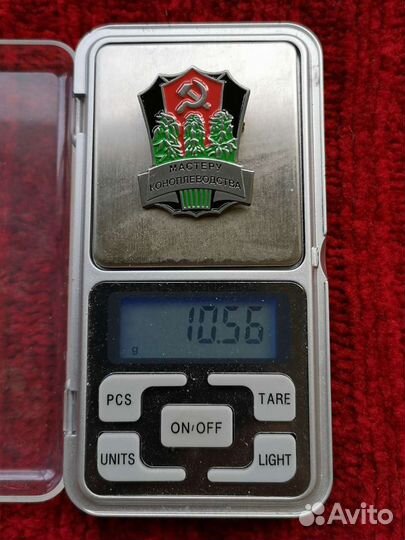 МАСТЕРУ
КОНОПЛЕВОДСТВА
10.56
g
PCS
TARE
ON/OFF
UNITS
LIGHT
Avito